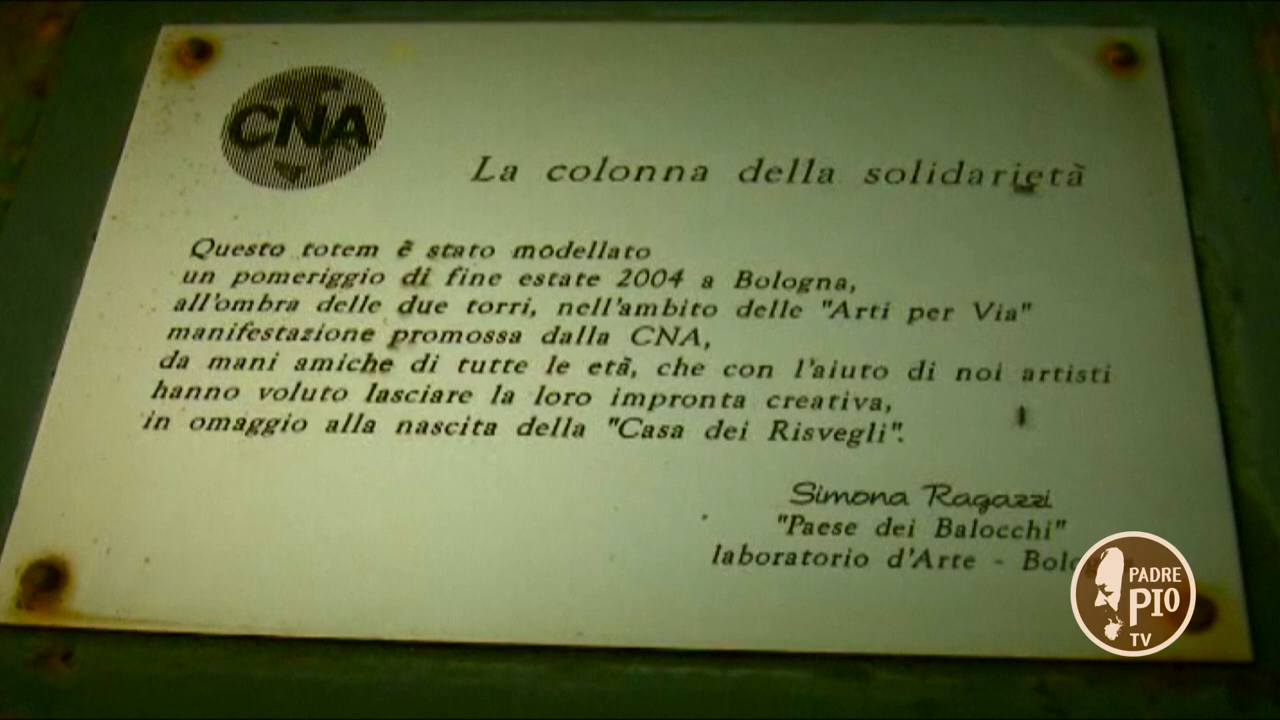 CNA
La colonna della solidarietà
Questo totem è stato modellato
un pomeriggio di fine estate 2004 a Bologna,
all'ombra delle due torri, nell'ambito delle "Arti per Via"
manifestazione promossa dalla CNA,
da mani amiche di tutte le età, che con l'aiuto di noi artisti
hanno voluto lasciare la loro impronta creativa,
in omaggio alla nascita della "Casa dei Risvegli".
Simona Ragazzi
"Paese dei Balocchi"
laboratorio d'Arte -
PADRE
PIO
TV